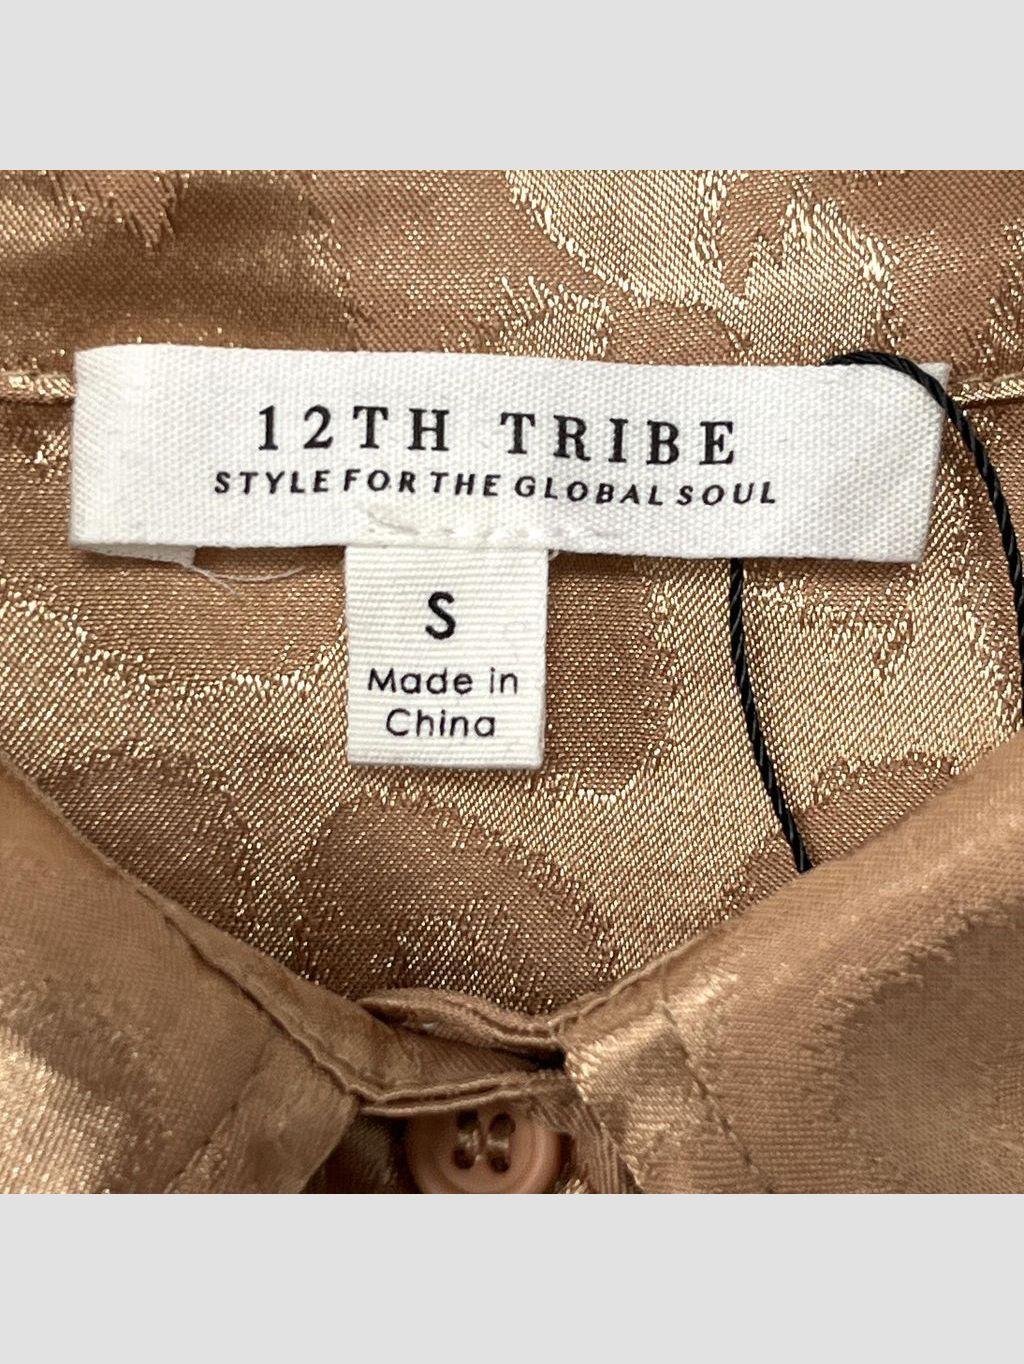 12TH TRIBE
STYLE FOR THE GLOBAL SOUL
S
Made in
China